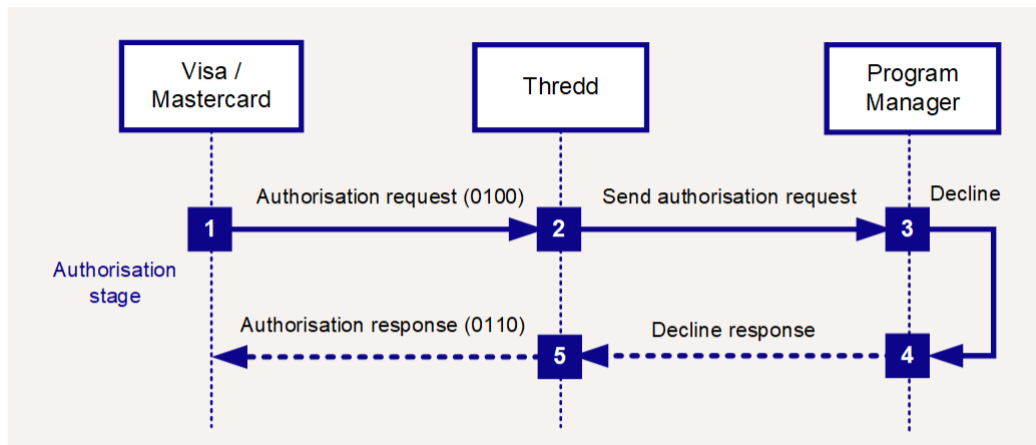 Visa /
Mastercard
Thredd
Program
Manager
Authorisation request (0100)
Send authorisation request
Decline
1
2
3
Authorisation
stage
Authorisation response (0110)
Decline response
5
4